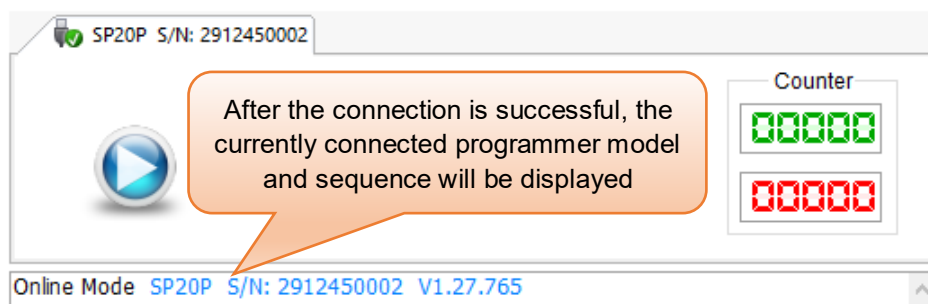 SP20P S/N: 2912450002
After the connection is successful, the
currently connected programmer model
and sequence will be displayed
Counter
00000
00000
Online Mode SP20P S/N: 2912450002 V1.27.765